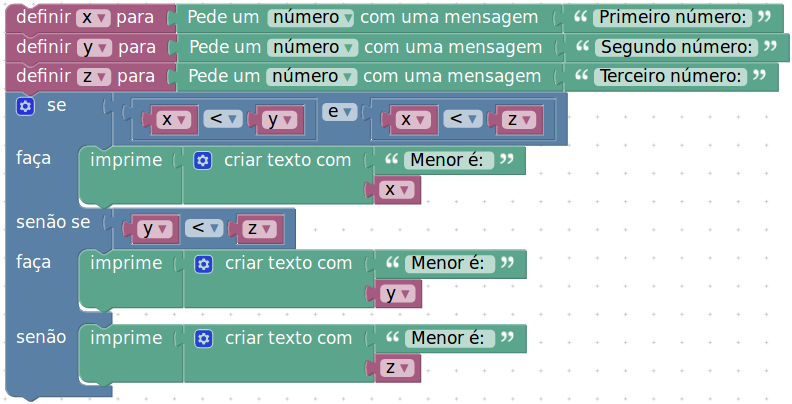 definir x para Pede um número com uma mensagem “ Primeiro número: ”
definir y para Pede um número com uma mensagem “ Segundo número: ”
definir z para Pede um número com uma mensagem “ Terceiro número: ”
se x < y e x < z
faça imprime criar texto com “ Menor é: ”
x
senão se y < z
faça imprime criar texto com “ Menor é: ”
y
senão imprime criar texto com “ Menor é: ”
z